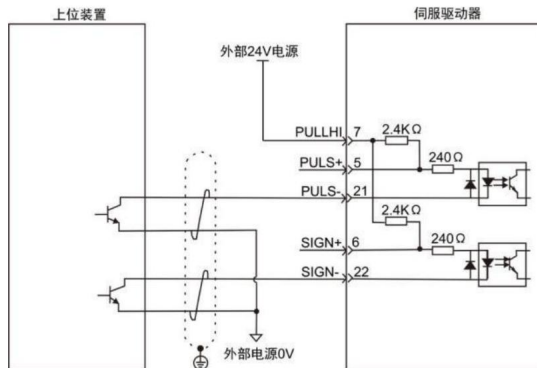 上位装置
伺服驱动器
外部24V电源
PULLHI 7 2.4KΩ
PULS+ 5 240Ω
PULS- 21
2.4KΩ
SIGN+ 6 240Ω
SIGN- 22
外部电源0V